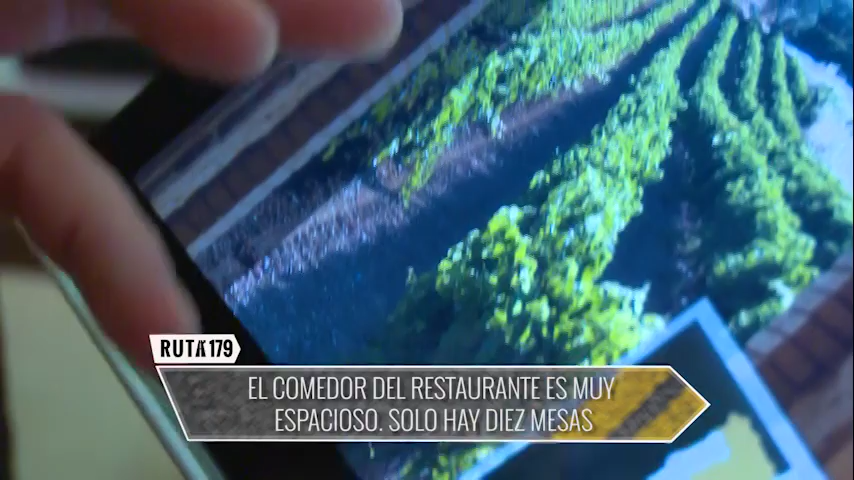 RUTA 179
EL COMEDOR DEL RESTAURANTE ES MUY
ESPACIOSO. SOLO HAY DIEZ MESAS